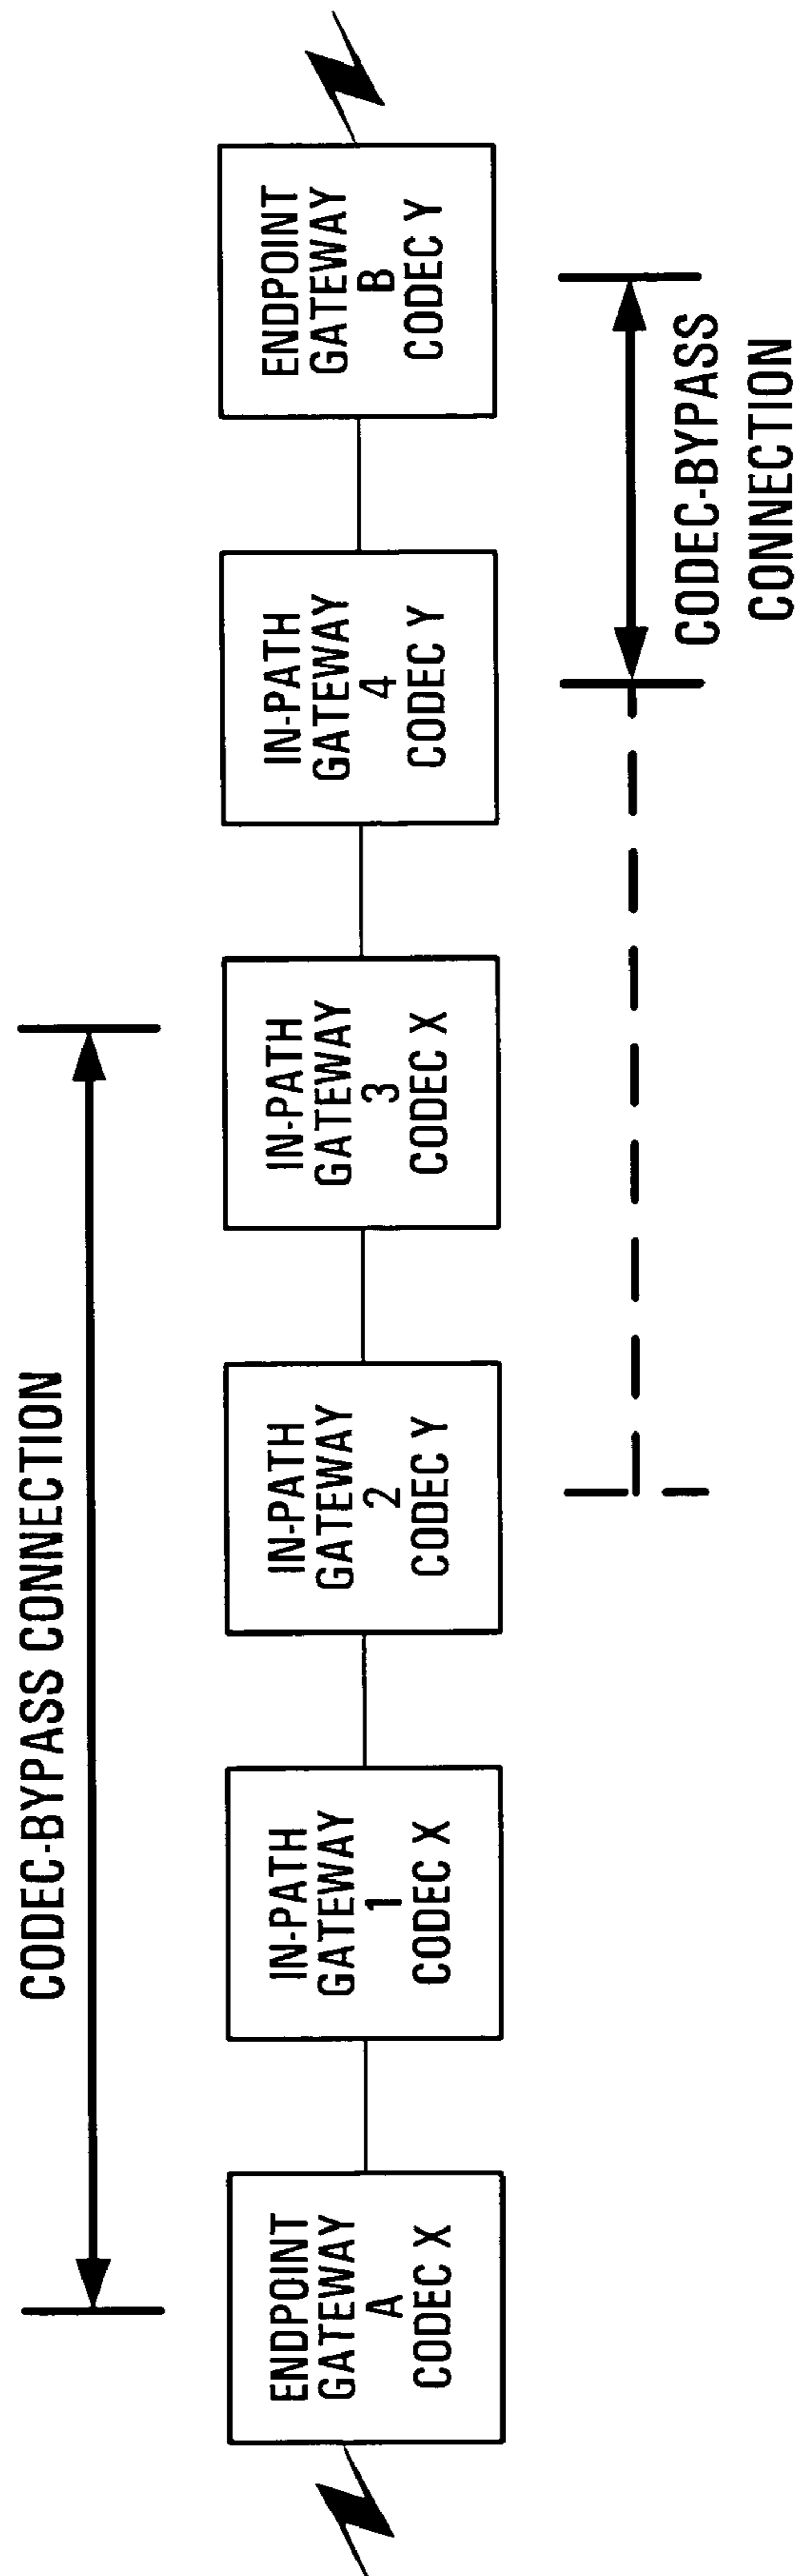 CODEC-BYPASS CONNECTION
ENDPOINT
GATEWAY
A
CODEC X
IN-PATH
GATEWAY
1
CODEC X
IN-PATH
GATEWAY
2
CODEC Y
IN-PATH
GATEWAY
3
CODEC X
IN-PATH
GATEWAY
4
CODEC Y
ENDPOINT
GATEWAY
B
CODEC Y
CODEC-BYPASS
CONNECTION